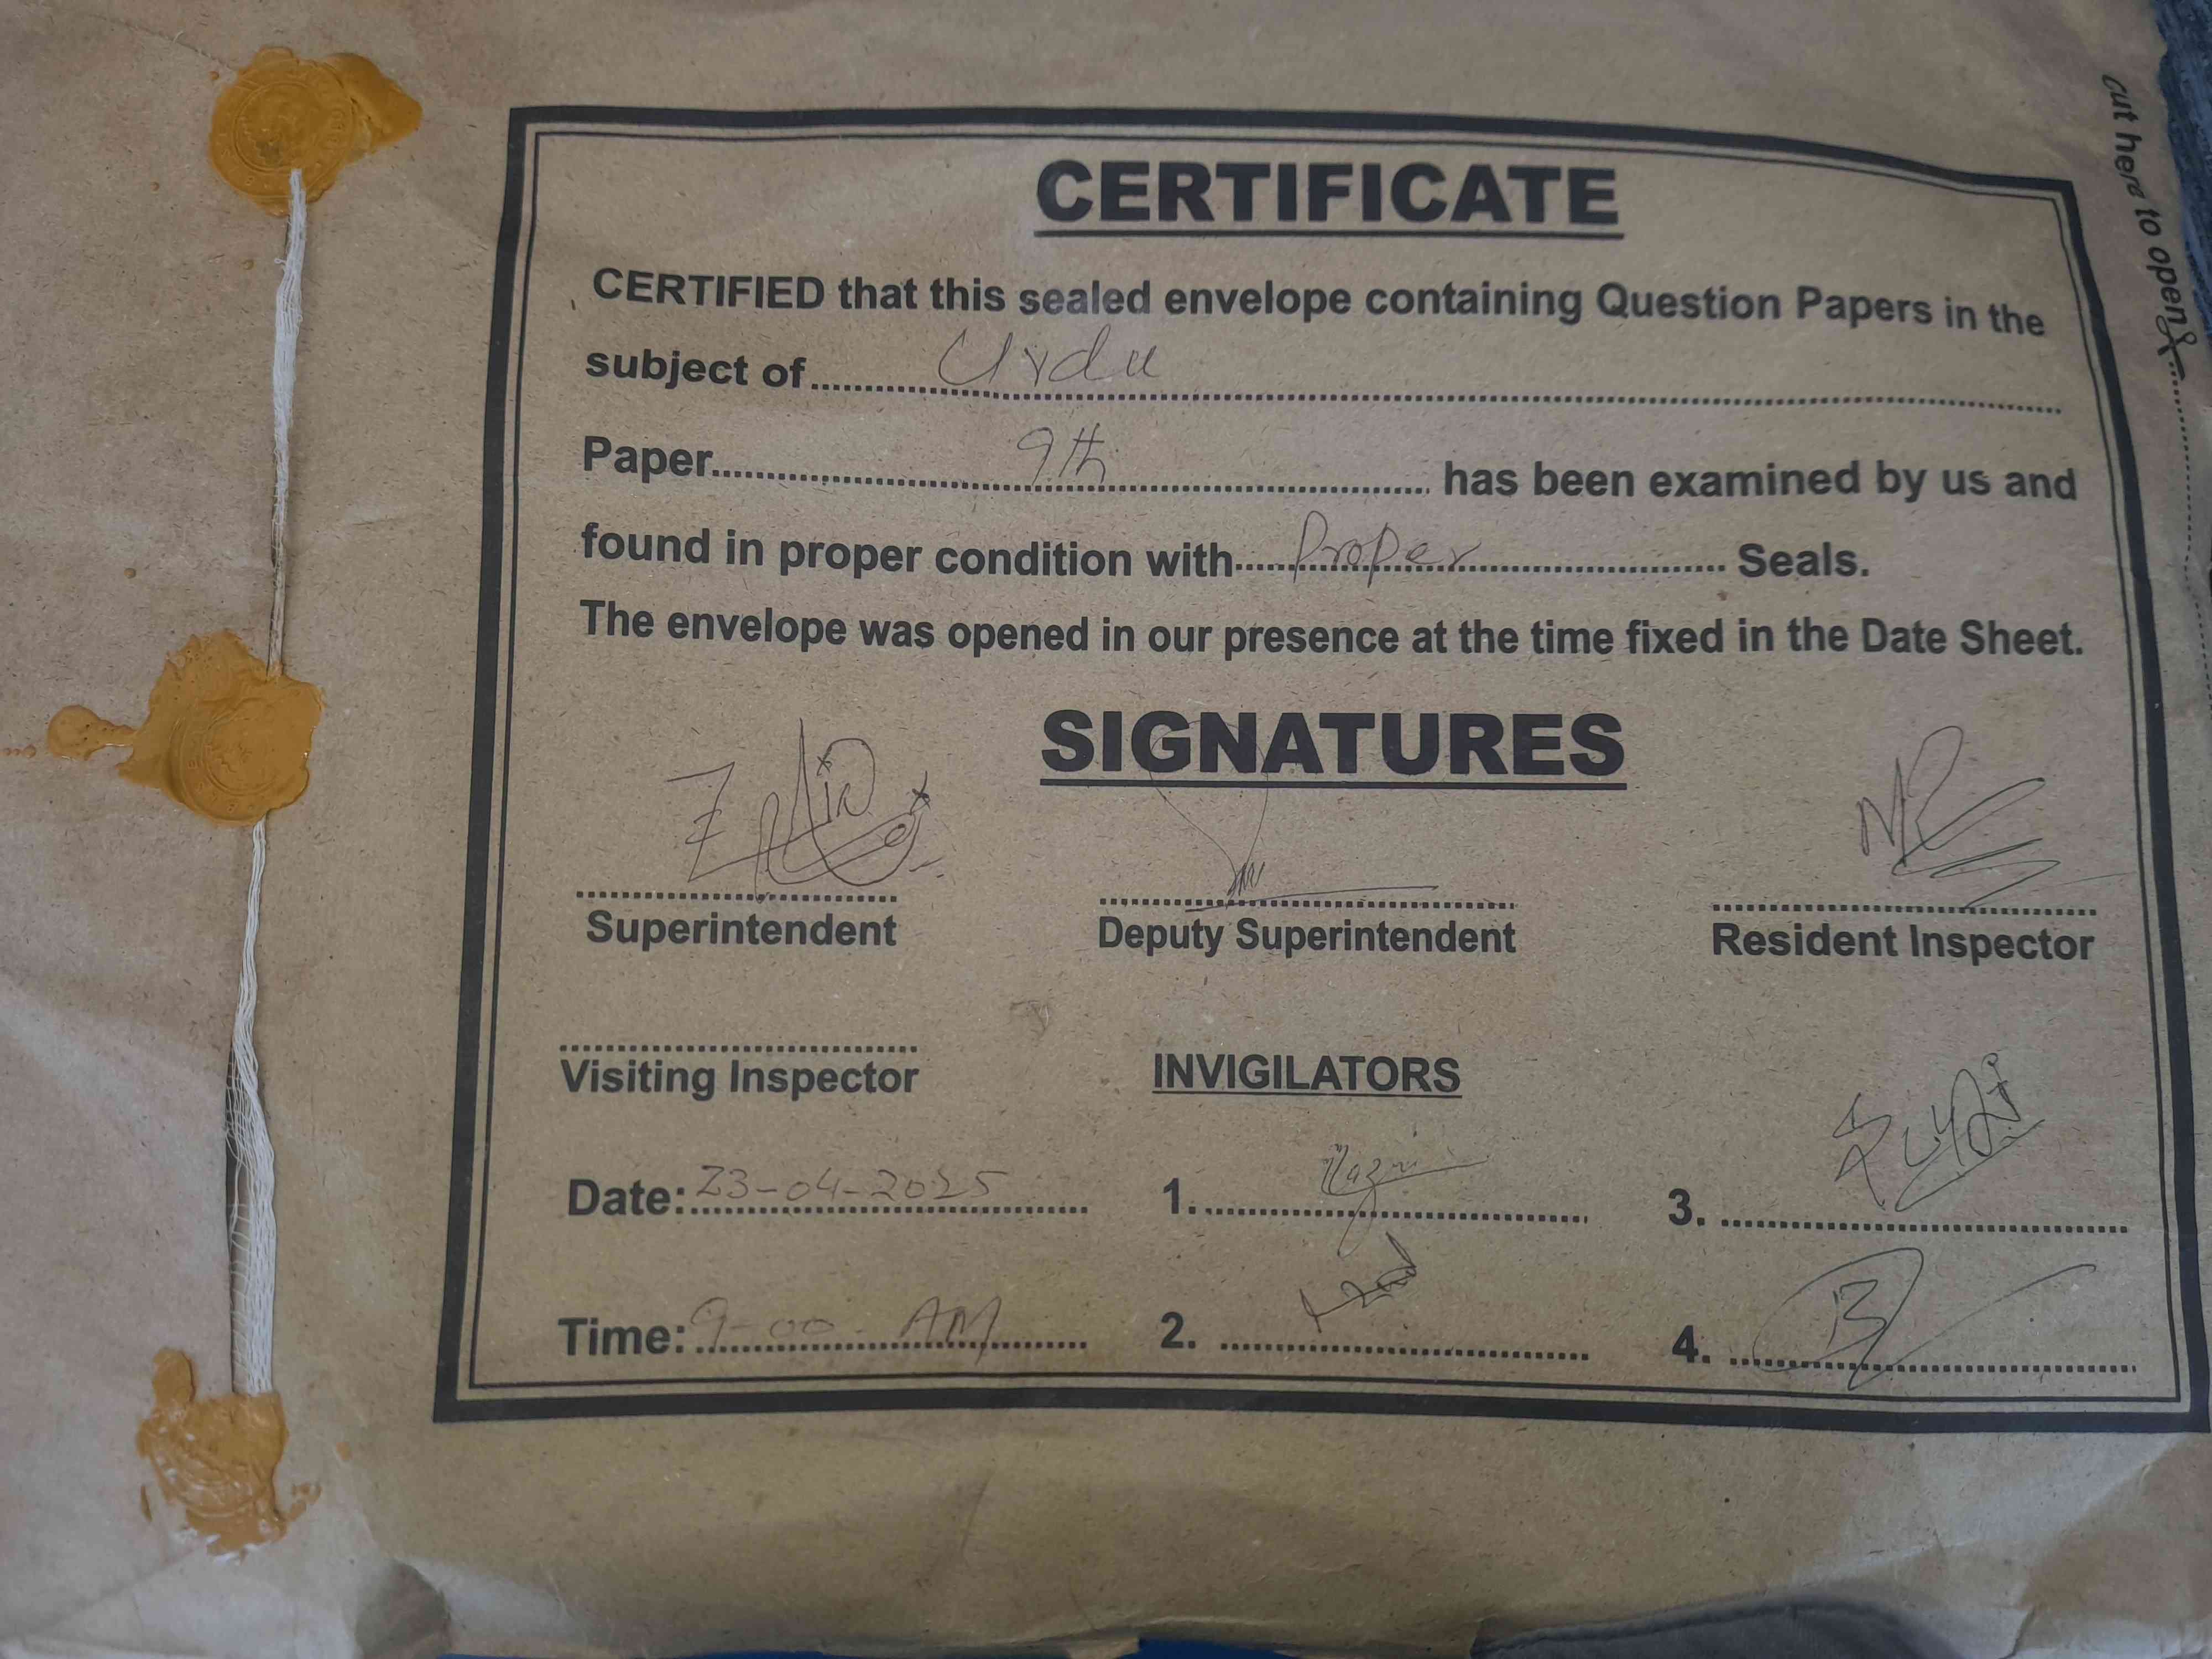 cut here to open
CERTIFICATE
CERTIFIED that this sealed envelope containing Question Papers in the
subject of Urdu
Paper 9th has been examined by us and
found in proper condition with Proper Seals.
The envelope was opened in our presence at the time fixed in the Date Sheet.
SIGNATURES
Superintendent Deputy Superintendent Resident Inspector
Visiting Inspector INVIGILATORS
Date: 23-04-2025 1. 3.
Time: 9-00 AM 2. 4.